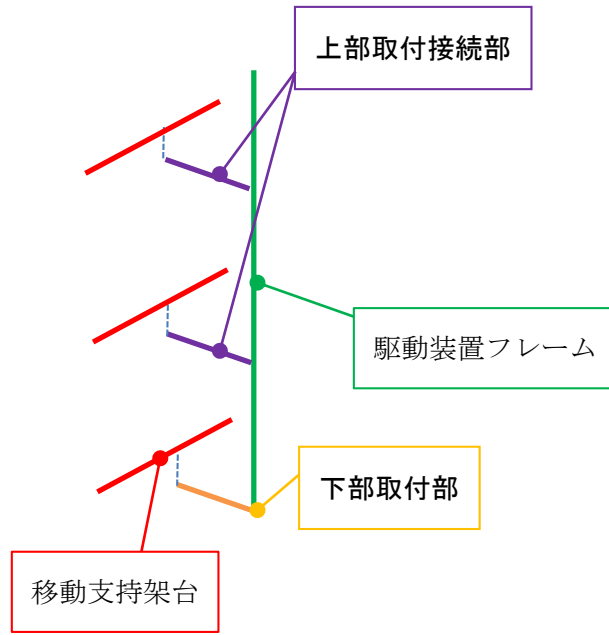 上部取付接続部
駆動装置フレーム
下部取付部
移動支持架台